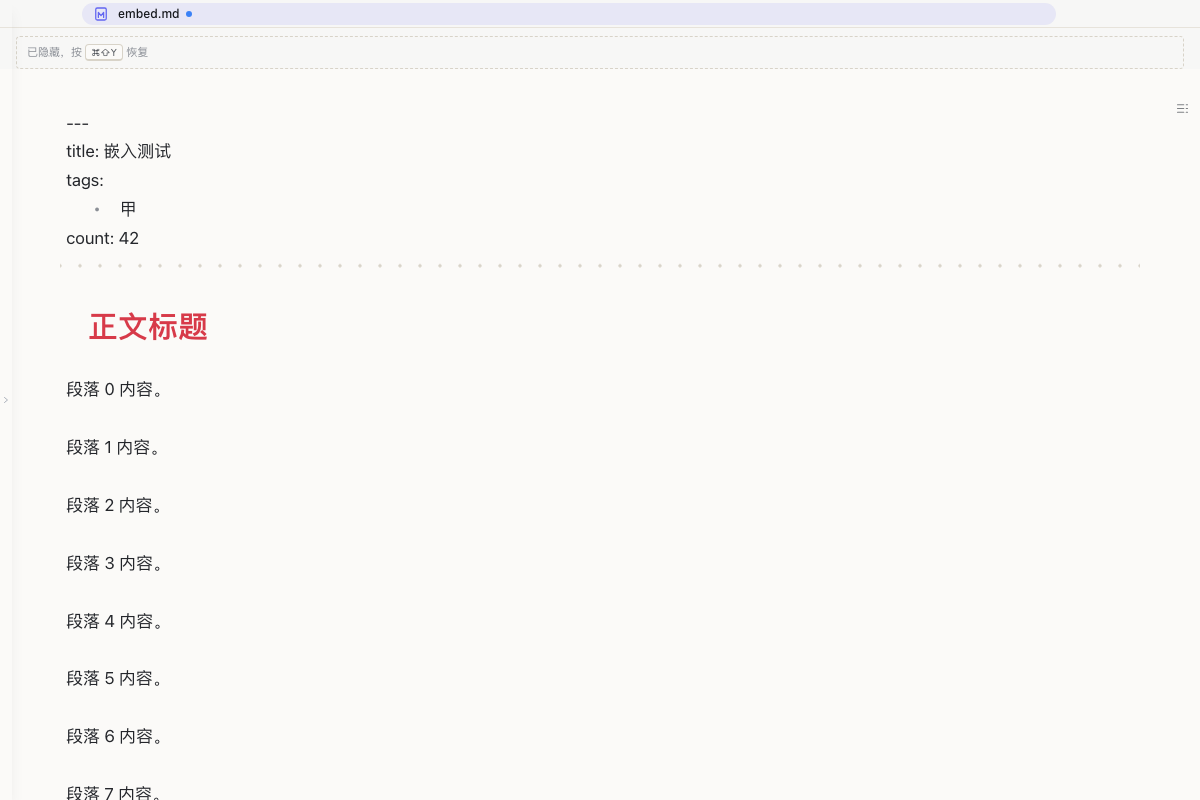 embed.md
已隐藏，按 ⌘⇧Y 恢复
---
title: 嵌入测试
tags:
• 甲
count: 42
正文标题
段落 0 内容。
段落 1 内容。
段落 2 内容。
段落 3 内容。
段落 4 内容。
段落 5 内容。
段落 6 内容。
段落 7 内容。